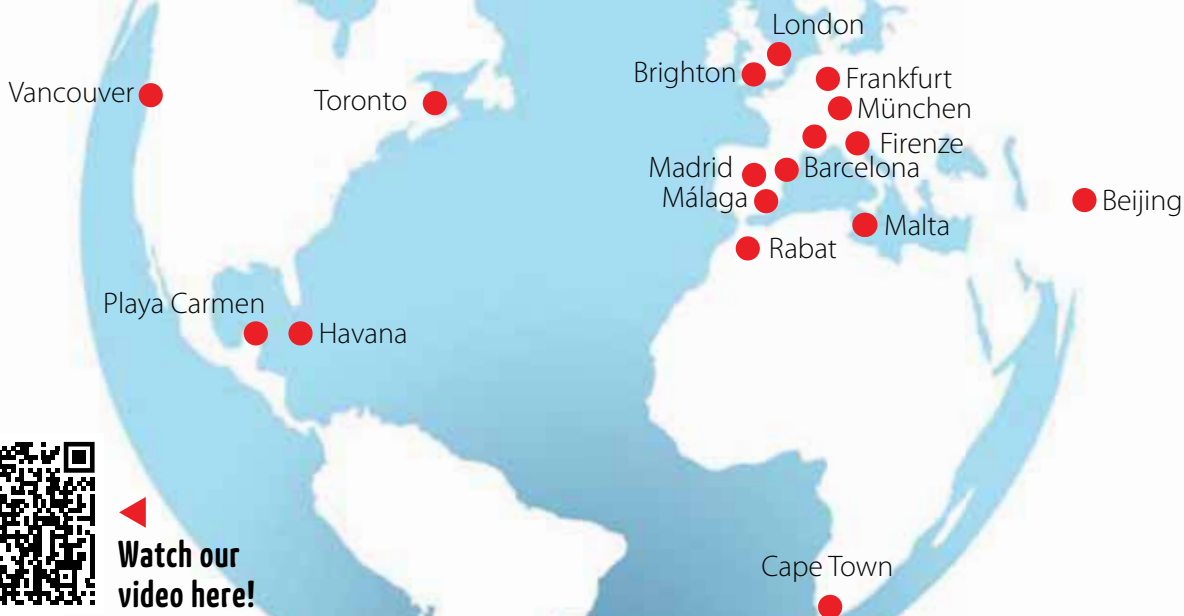 London
Brighton
Frankfurt
Vancouver
Toronto
München
Firenze
Madrid
Barcelona
Málaga
Beijing
Malta
Rabat
Playa Carmen
Havana
Watch our
video here!
Cape Town